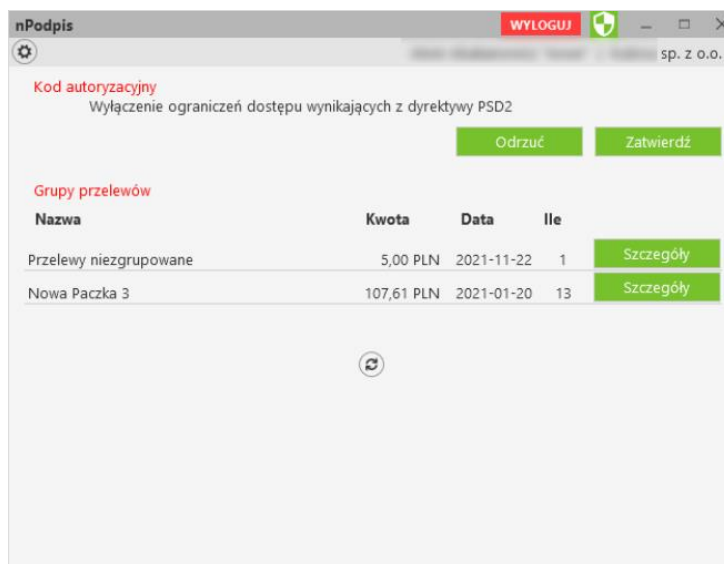 nPodpis WYLOGUJ
sp. z o.o.
Kod autoryzacyjny
Wyłączenie ograniczeń dostępu wynikających z dyrektywy PSD2
Odrzuć Zatwierdź
Grupy przelewów
Nazwa Kwota Data Ile
Przelewy niezgrupowane 5,00 PLN 2021-11-22 1 Szczegóły
Nowa Paczka 3 107,61 PLN 2021-01-20 13 Szczegóły